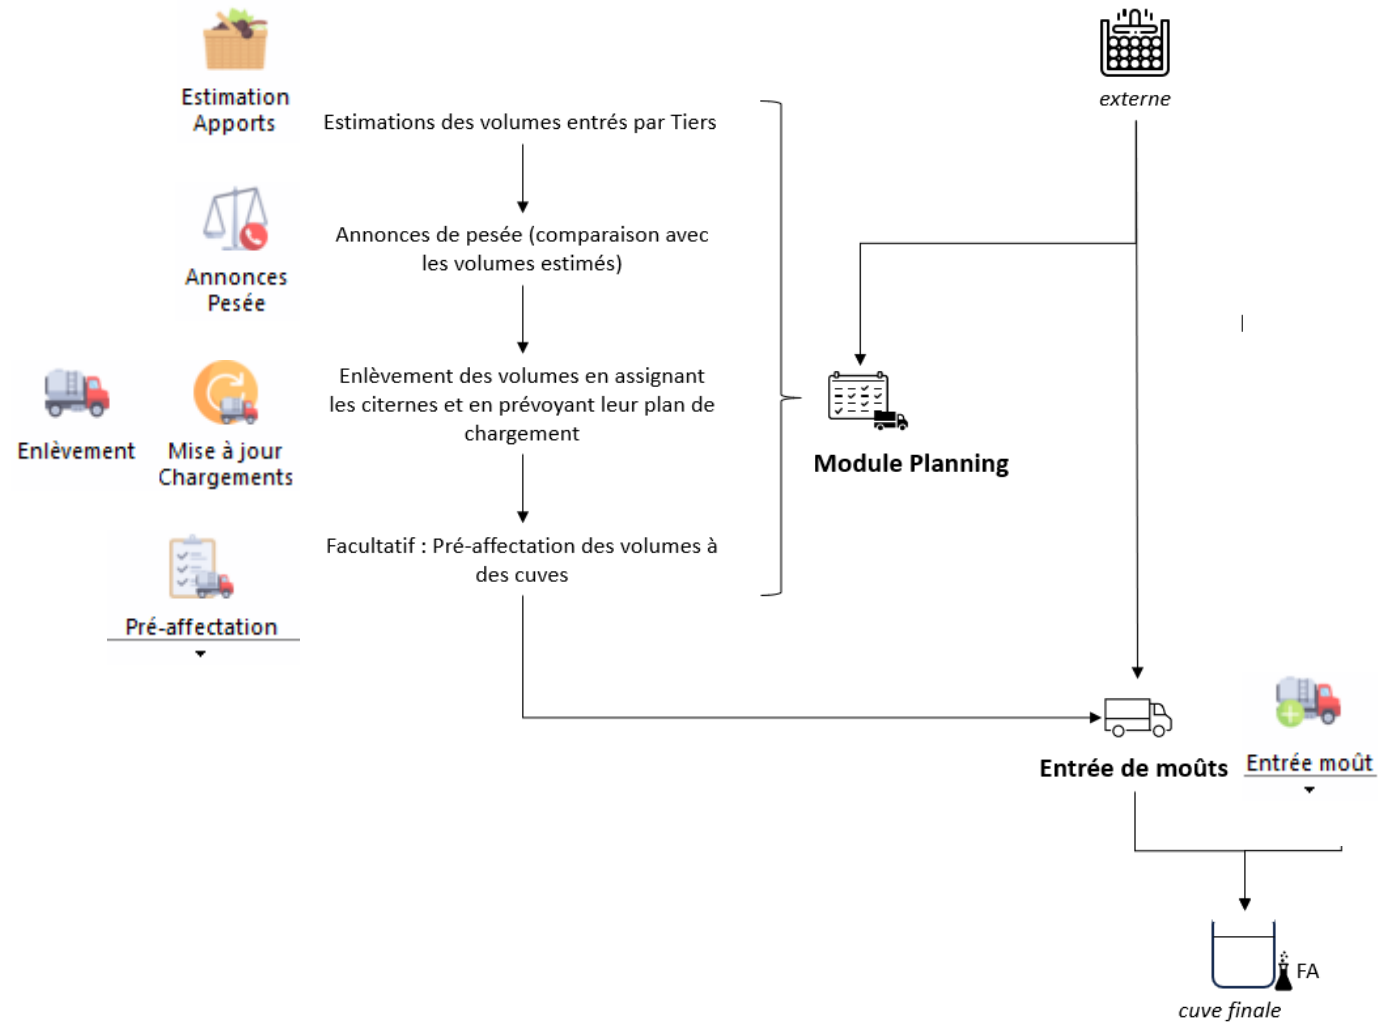 Estimation
Apports
Estimations des volumes entrés par Tiers
externe
Annonces
Pesée
Annonces de pesée (comparaison avec
les volumes estimés)
Enlèvement
Mise à jour
Chargements
Enlèvement des volumes en assignant
les citernes et en prévoyant leur plan de
chargement
Module Planning
Pré-affectation
Facultatif : Pré-affectation des volumes à
des cuves
Entrée de moûts
Entrée moût
FA
cuve finale